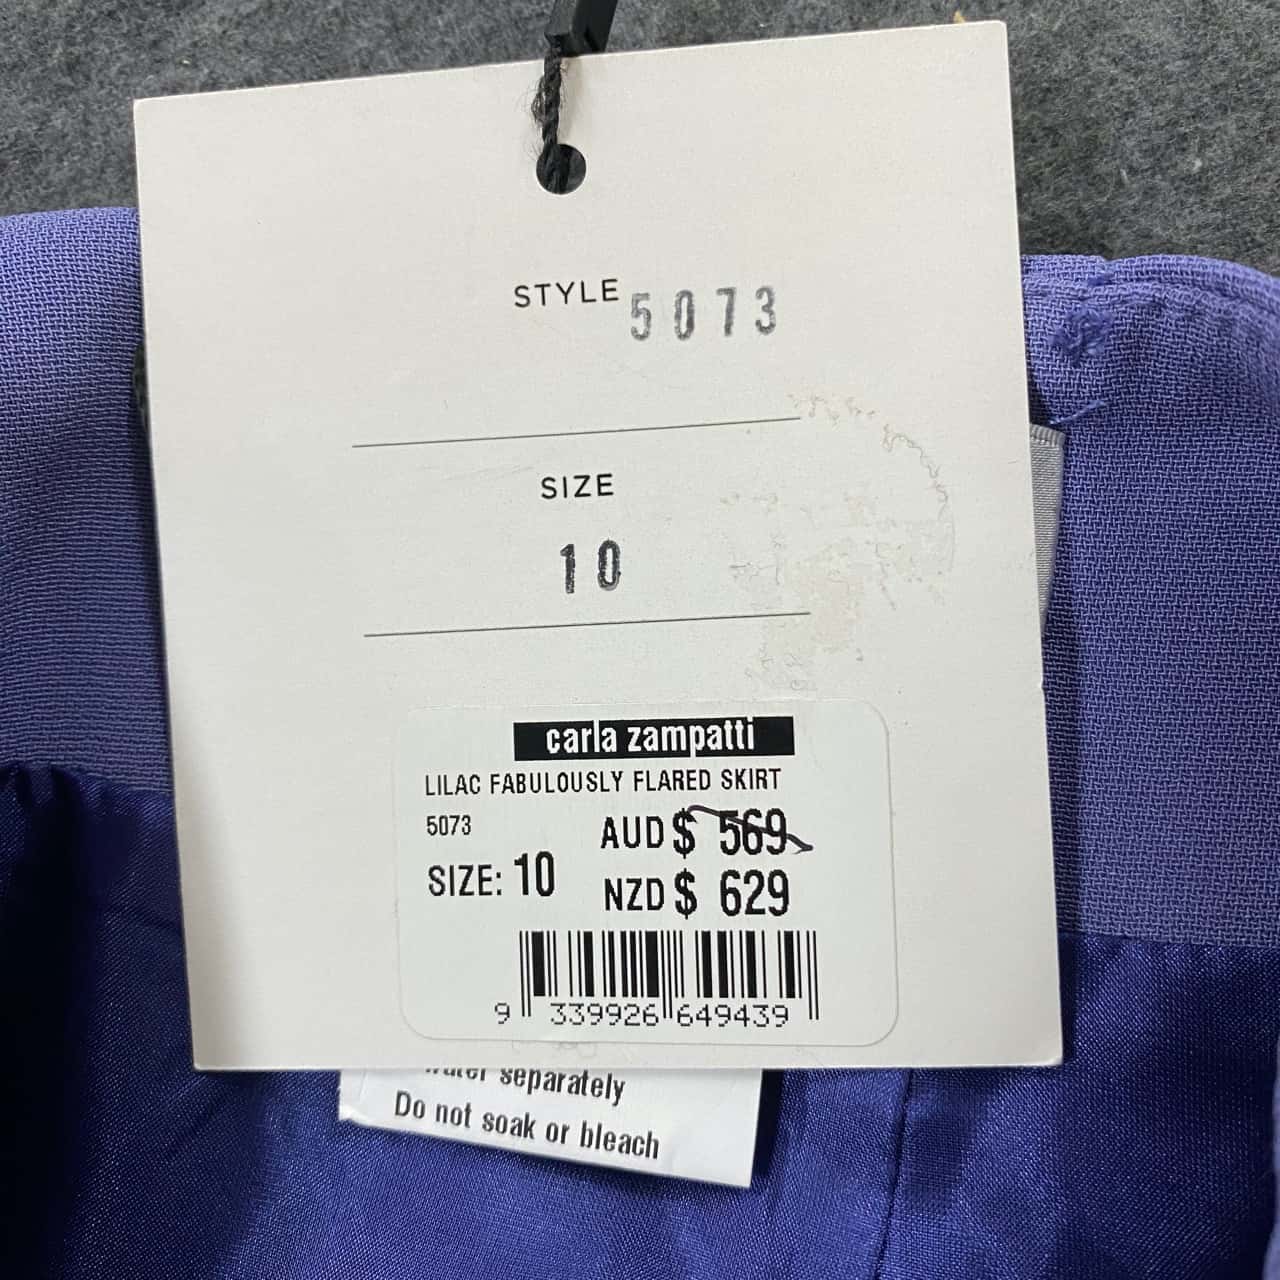 STYLE 5073
SIZE
10
carla zampatti
LILAC FABULOUSLY FLARED SKIRT
5073 AUD $ 569
SIZE: 10 NZD $ 629
9 339926 649439
separately
Do not soak or bleach